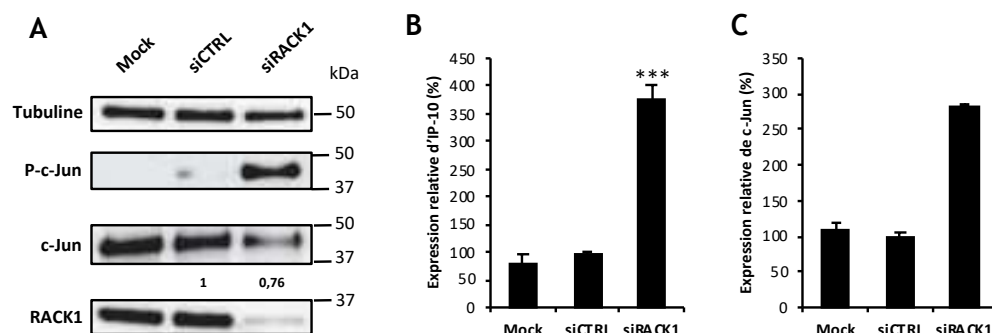 A
Mock siCTRL siRACK1
kDa
Tubuline 50
P-c-Jun 50
37
c-Jun 50
37
1 0,76
RACK1 37
B
Expression relative d'IP-10 (%)
450
400
350
300
250
200
150
100
50
0
***
Mock siCTRL siRACK1
C
Expression relative de c-Jun (%)
350
300
250
200
150
100
50
0
Mock siCTRL siRACK1